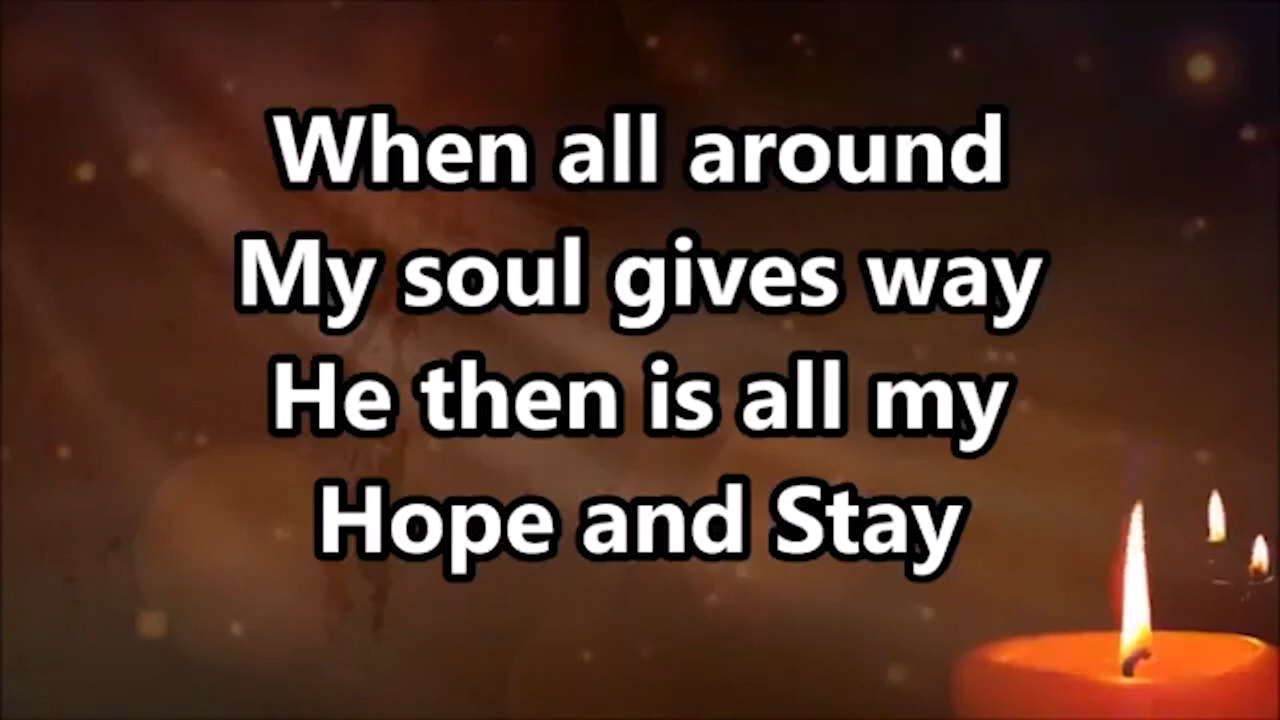 When all around
My soul gives way
He then is all my
Hope and Stay